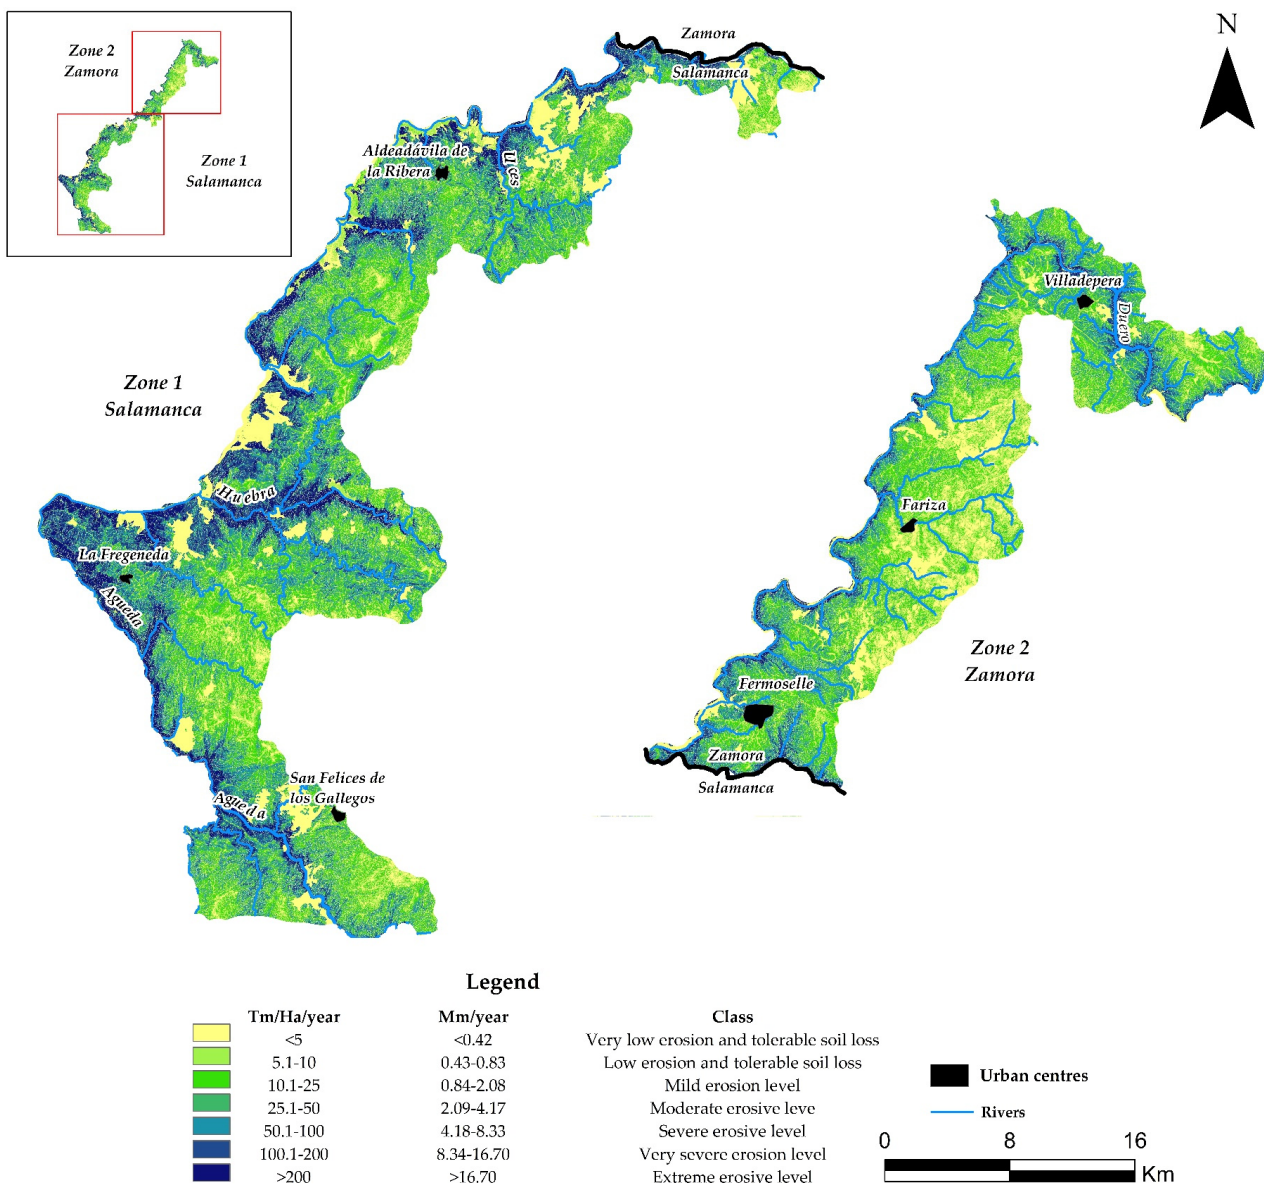 Zone 2
Zamora
Zone 1
Salamanca
N
Zamora
Salamanca
Aldeadávila de
la Ribera
Uces
Villadepera
Duero
Zone 1
Salamanca
Huebra
Fariza
La Fregeneda
Agueda
Zone 2
Zamora
Fermoselle
Zamora
Salamanca
San Felices de
los Gallegos
Agueda
Legend
Tm/Ha/year Mm/year Class
<5 <0.42 Very low erosion and tolerable soil loss
5.1-10 0.43-0.83 Low erosion and tolerable soil loss
10.1-25 0.84-2.08 Mild erosion level
25.1-50 2.09-4.17 Moderate erosive leve
50.1-100 4.18-8.33 Severe erosive level
100.1-200 8.34-16.70 Very severe erosion level
>200 >16.70 Extreme erosive level
Urban centres
Rivers
0 8 16
Km